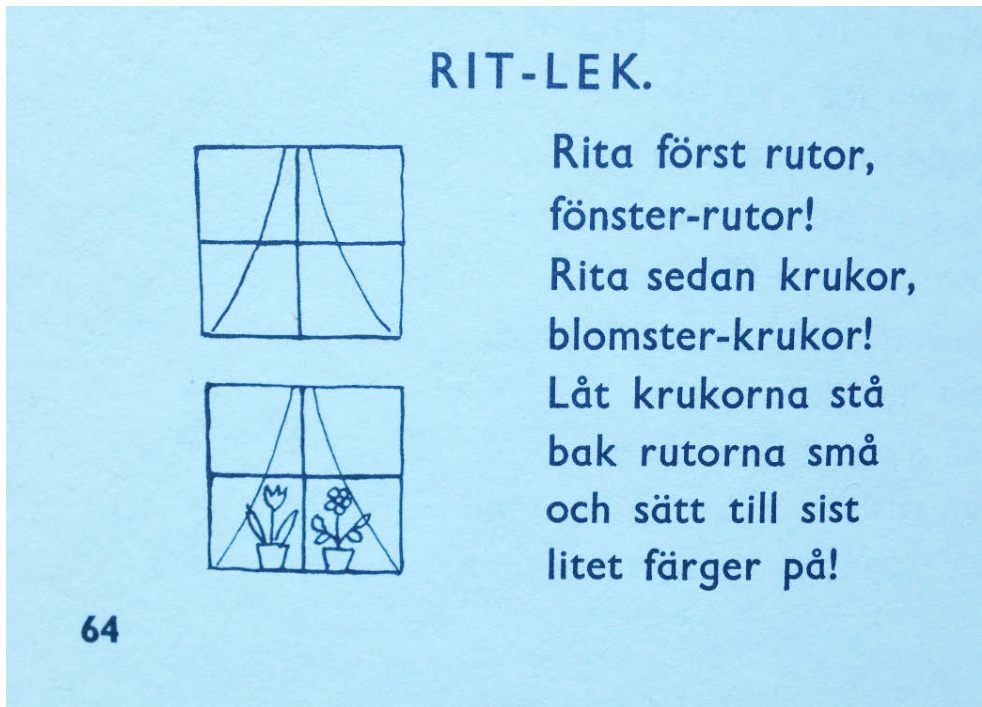 RIT-LEK.
Rita först rutor,
fönster-rutor!
Rita sedan krukor,
blomster-krukor!
Låt krukorna stå
bak rutorna små
och sätt till sist
litet färger på!
64